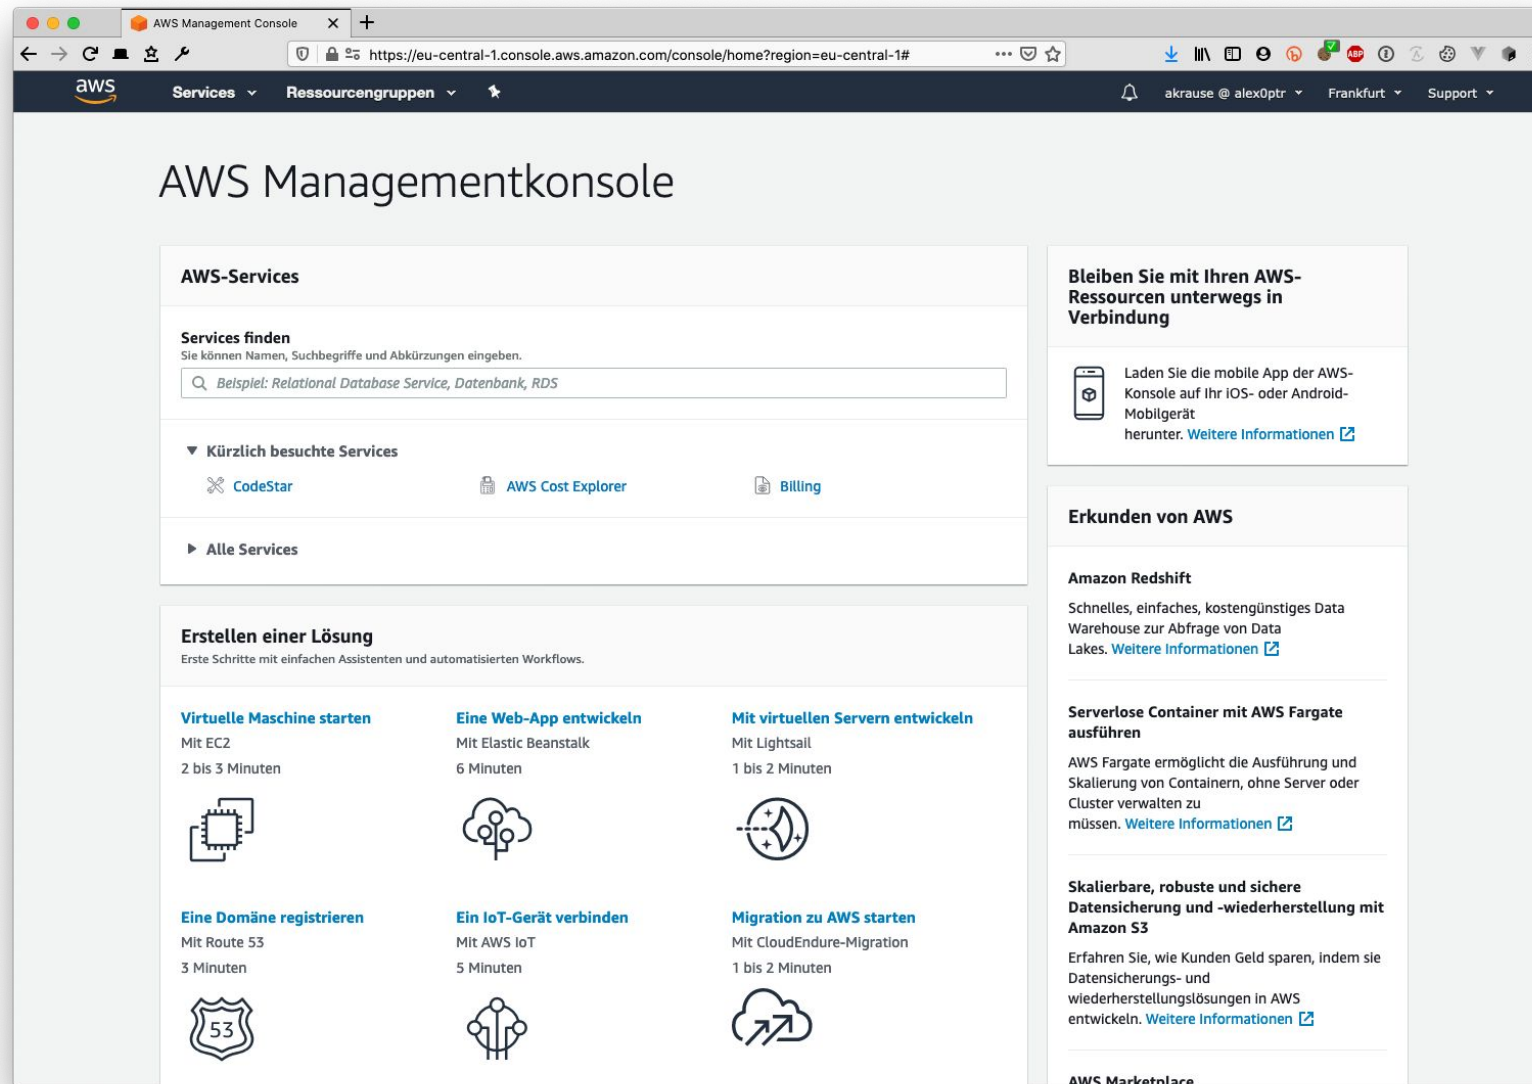 AWS Management Console
https://eu-central-1.console.aws.amazon.com/console/home?region=eu-central-1#
ABP
aws
Services
Ressourcengruppen
akrause @ alex0ptr
Frankfurt
Support
AWS Managementkonsole
AWS-Services
Services finden
Sie können Namen, Suchbegriffe und Abkürzungen eingeben.
Beispiel: Relational Database Service, Datenbank, RDS
Kürzlich besuchte Services
CodeStar
AWS Cost Explorer
Billing
Alle Services
Erstellen einer Lösung
Erste Schritte mit einfachen Assistenten und automatisierten Workflows.
Virtuelle Maschine starten
Mit EC2
2 bis 3 Minuten
Eine Web-App entwickeln
Mit Elastic Beanstalk
6 Minuten
Mit virtuellen Servern entwickeln
Mit Lightsail
1 bis 2 Minuten
Eine Domäne registrieren
Mit Route 53
3 Minuten
53
Ein IoT-Gerät verbinden
Mit AWS IoT
5 Minuten
Migration zu AWS starten
Mit CloudEndure-Migration
1 bis 2 Minuten
Bleiben Sie mit Ihren AWS-
Ressourcen unterwegs in
Verbindung
Laden Sie die mobile App der AWS-
Konsole auf Ihr iOS- oder Android-
Mobilgerät
herunter. Weitere Informationen
Erkunden von AWS
Amazon Redshift
Schnelles, einfaches, kostengünstiges Data
Warehouse zur Abfrage von Data
Lakes. Weitere Informationen
Serverlose Container mit AWS Fargate
ausführen
AWS Fargate ermöglicht die Ausführung und
Skalierung von Containern, ohne Server oder
Cluster verwalten zu
müssen. Weitere Informationen
Skalierbare, robuste und sichere
Datensicherung und -wiederherstellung mit
Amazon S3
Erfahren Sie, wie Kunden Geld sparen, indem sie
Datensicherungs- und
wiederherstellungslösungen in AWS
entwickeln. Weitere Informationen
AWS Marketplace